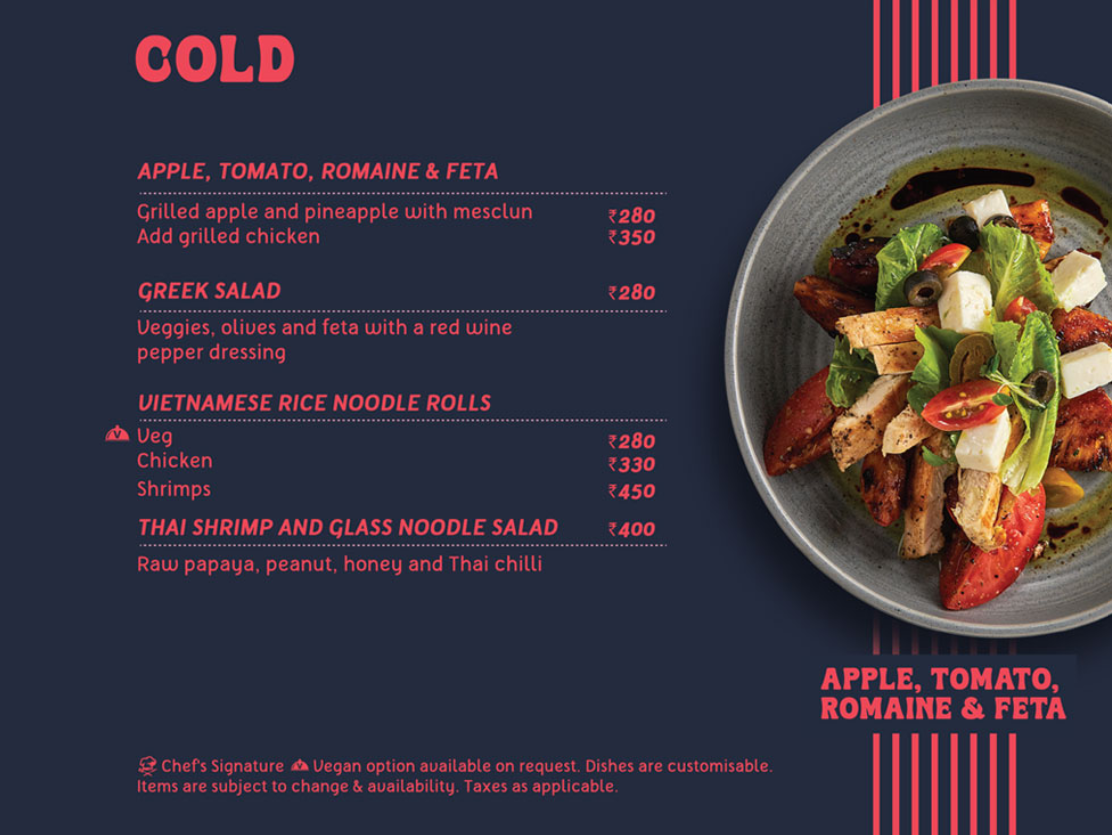 COLD
APPLE, TOMATO, ROMAINE & FETA
Grilled apple and pineapple with mesclun ₹280
Add grilled chicken ₹350
GREEK SALAD ₹280
Veggies, olives and feta with a red wine
pepper dressing
VIETNAMESE RICE NOODLE ROLLS
Veg ₹280
Chicken ₹330
Shrimps ₹450
THAI SHRIMP AND GLASS NOODLE SALAD ₹400
Raw papaya, peanut, honey and Thai chilli
APPLE, TOMATO,
ROMAINE & FETA
Chef's Signature Vegan option available on request. Dishes are customisable.
Items are subject to change & availability. Taxes as applicable.